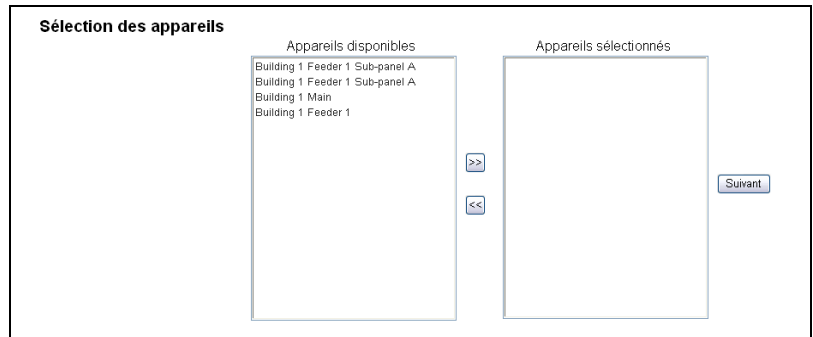 Sélection des appareils
Appareils disponibles
Appareils sélectionnés
Building 1 Feeder 1 Sub-panel A
Building 1 Feeder 1 Sub-panel A
Building 1 Main
Building 1 Feeder 1
>>
<<
Suivant